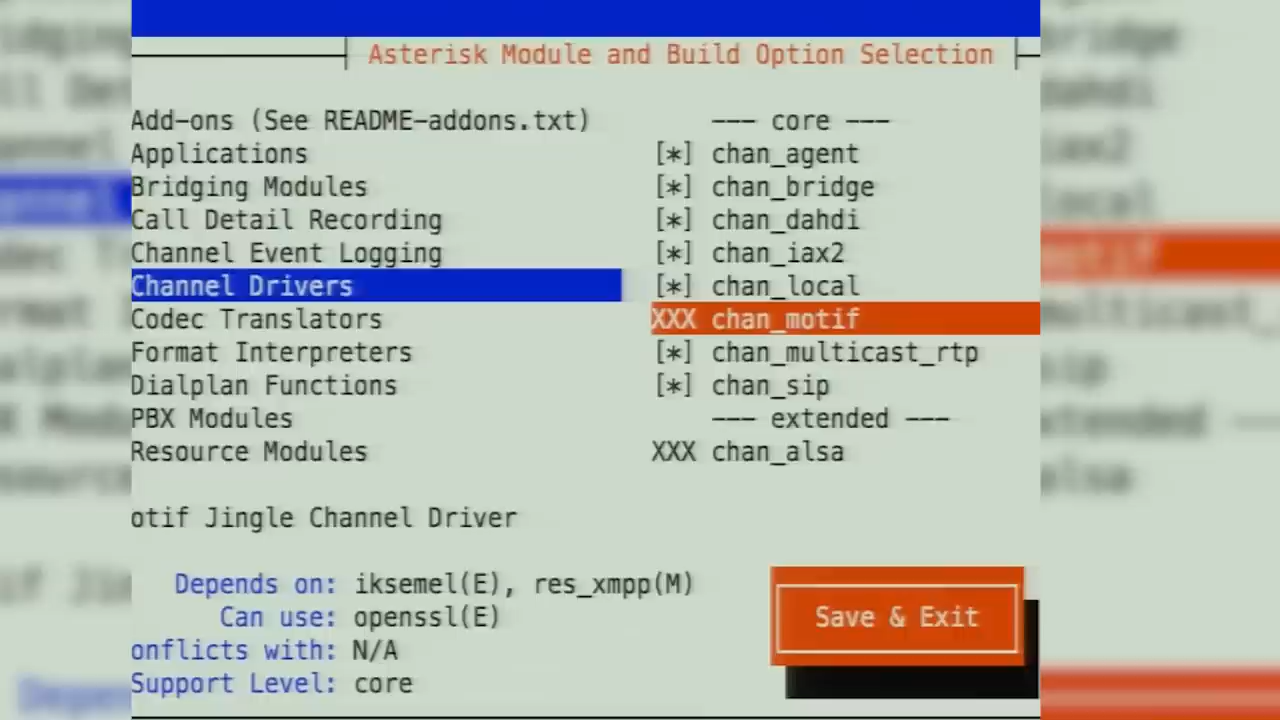 Asterisk Module and Build Option Selection
Add-ons (See README-addons.txt) --- core ---
Applications [*] chan_agent
Bridging Modules [*] chan_bridge
Call Detail Recording [*] chan_dahdi
Channel Event Logging [*] chan_iax2
Channel Drivers [*] chan_local
Codec Translators XXX chan_motif
Format Interpreters [*] chan_multicast_rtp
Dialplan Functions [*] chan_sip
PBX Modules --- extended ---
Resource Modules XXX chan_alsa
otif Jingle Channel Driver
Depends on: iksemel(E), res_xmpp(M)
Can use: openssl(E)
Save & Exit
onflicts with: N/A
Support Level: core